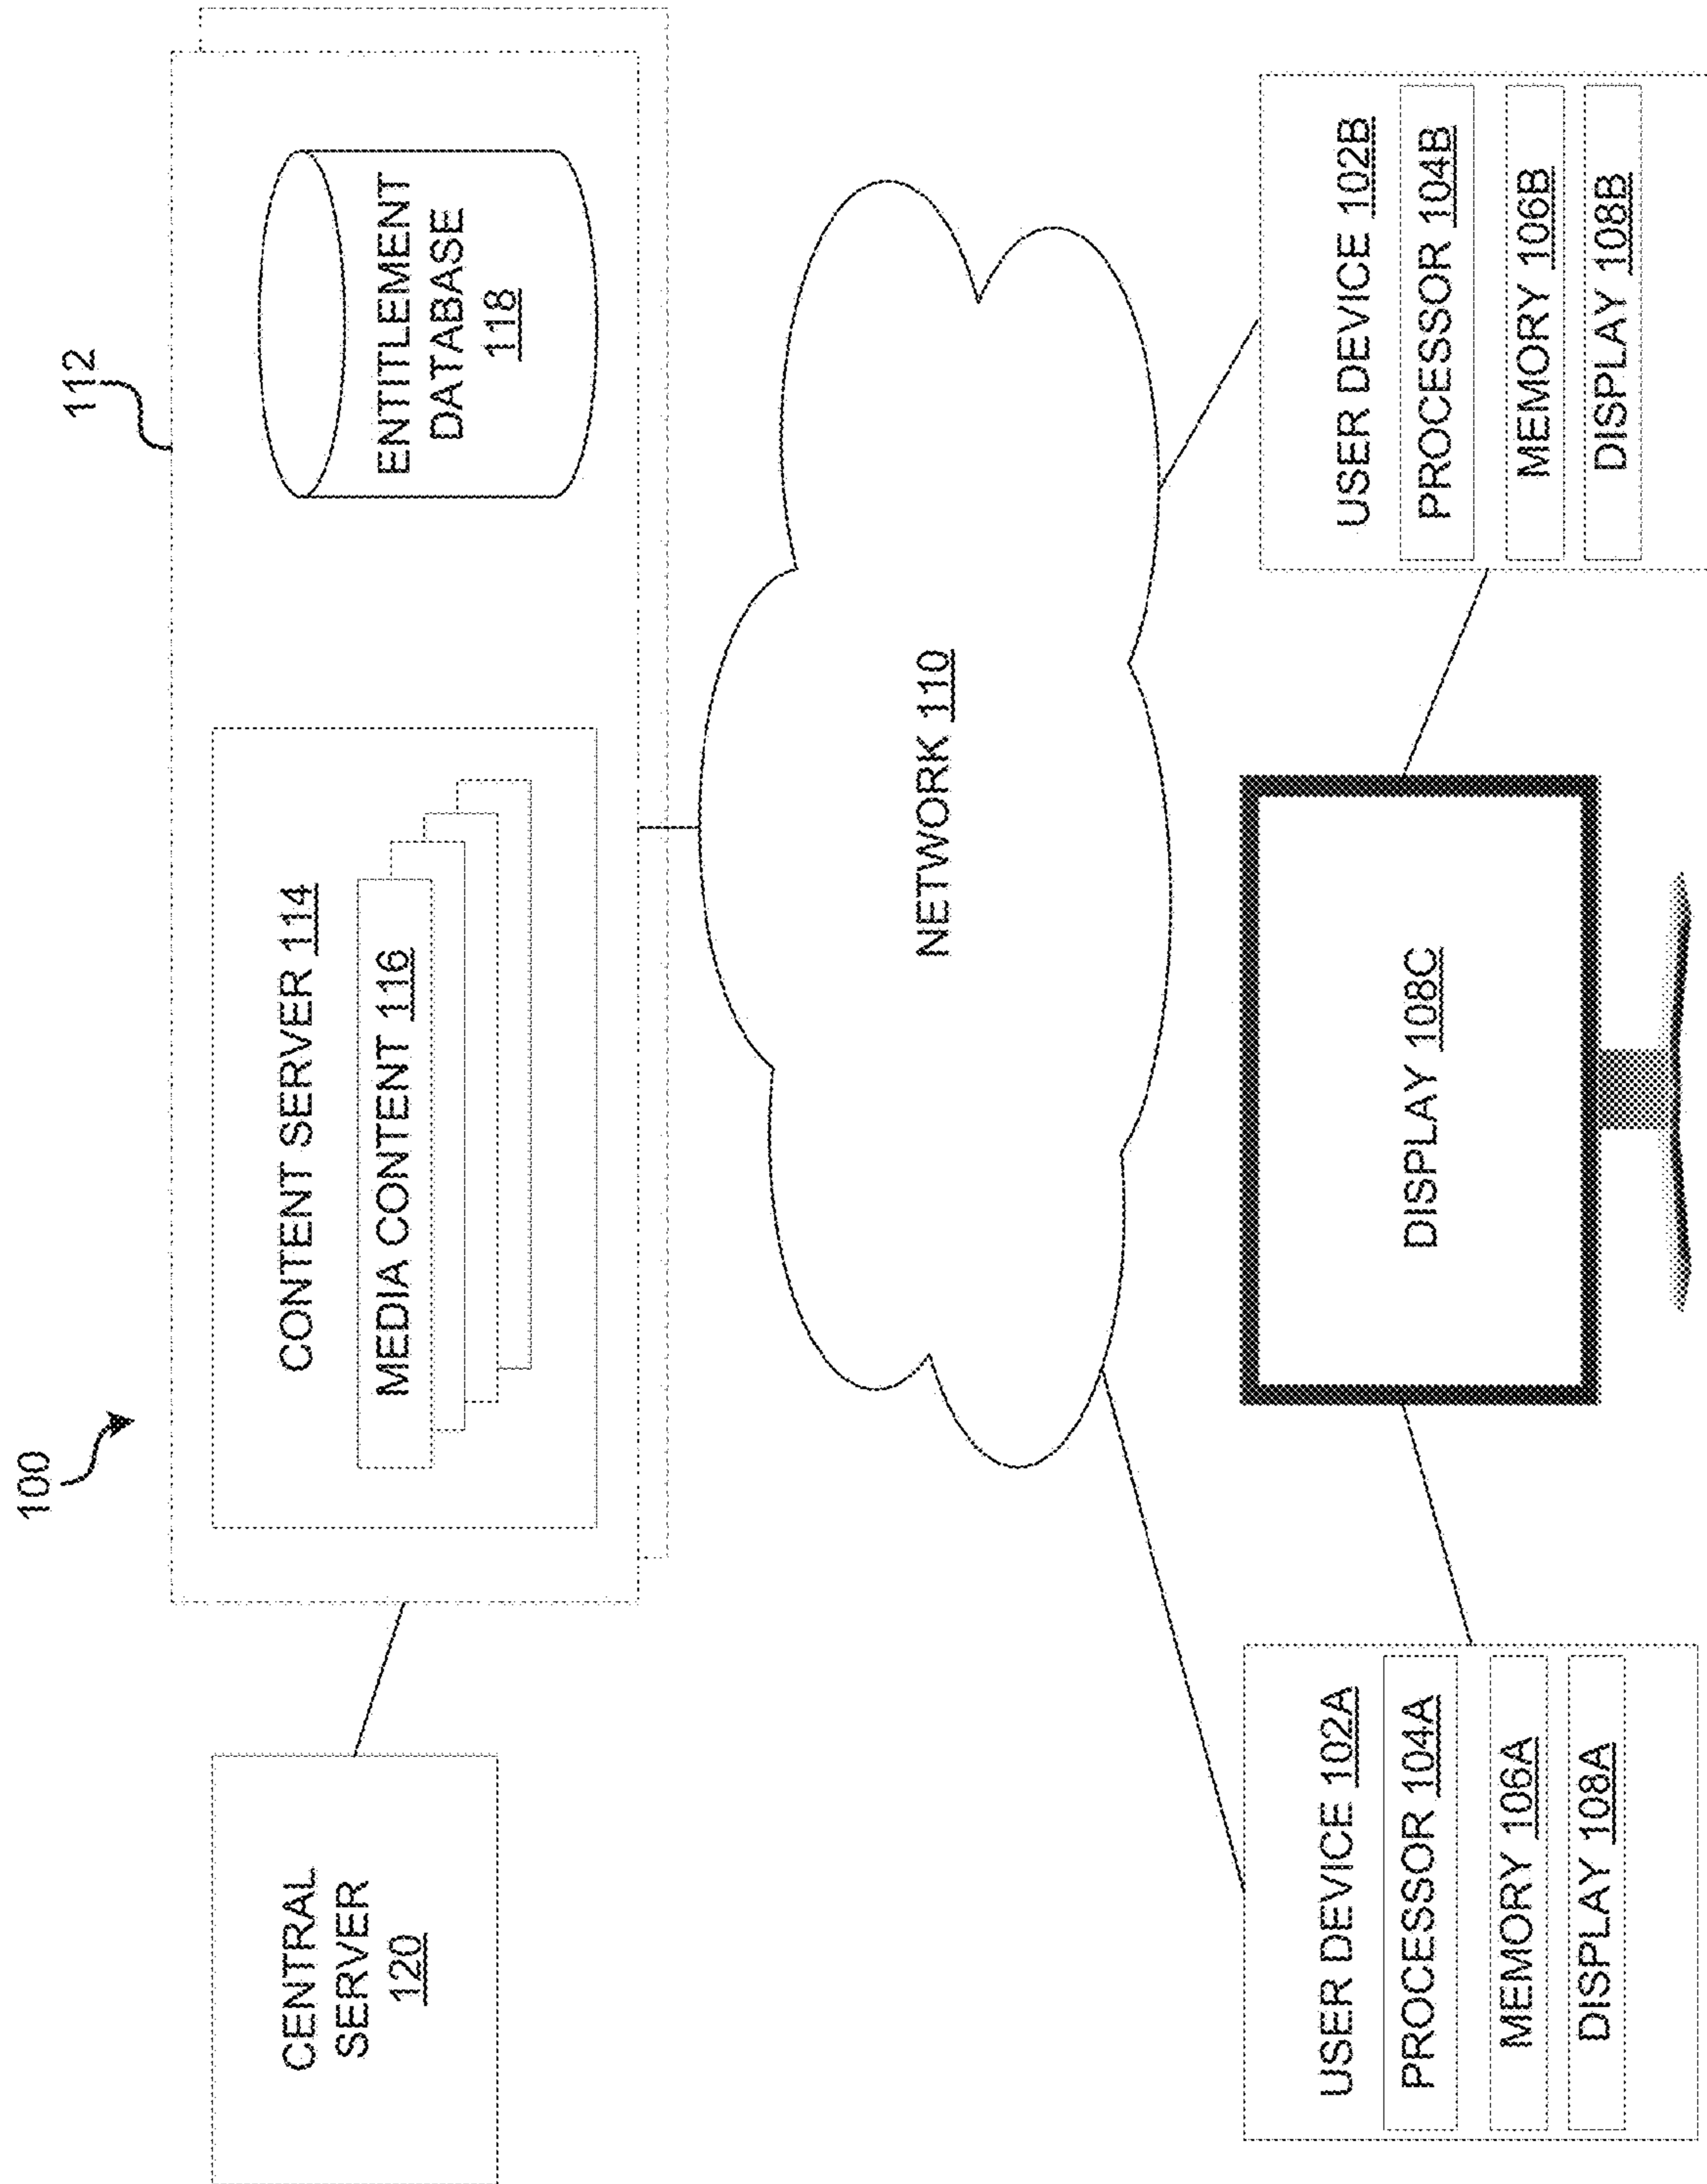 100
112
CENTRAL
SERVER
120
CONTENT SERVER 114
MEDIA CONTENT 116
ENTITLEMENT
DATABASE
118
NETWORK 110
USER DEVICE 102A
PROCESSOR 104A
MEMORY 106A
DISPLAY 108A
DISPLAY 108C
USER DEVICE 102B
PROCESSOR 104B
MEMORY 106B
DISPLAY 108B